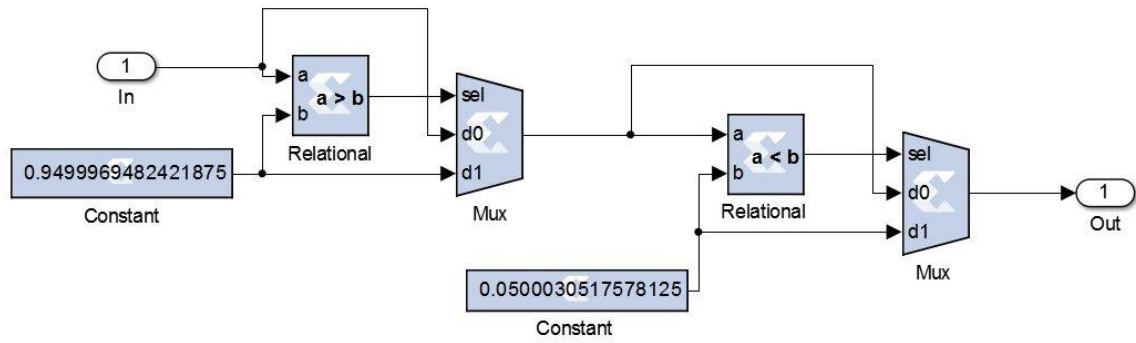 1
In
a
b
a > b
Relational
0.9499969482421875
Constant
sel
d0
d1
Mux
a
b
a < b
Relational
0.0500030517578125
Constant
sel
d0
d1
Mux
1
Out